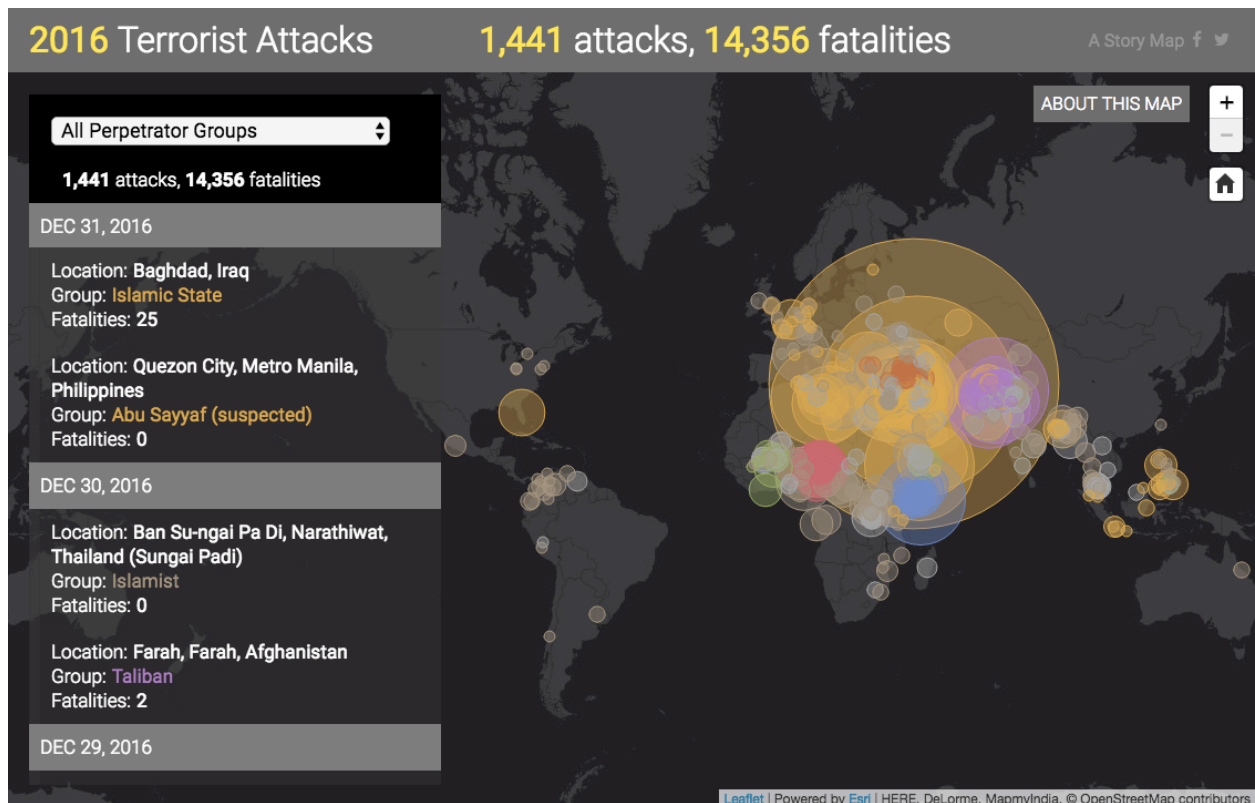 2016 Terrorist Attacks
1,441 attacks, 14,356 fatalities
A Story Map
ABOUT THIS MAP
+
−
All Perpetrator Groups
1,441 attacks, 14,356 fatalities
DEC 31, 2016
Location: Baghdad, Iraq
Group: Islamic State
Fatalities: 25
Location: Quezon City, Metro Manila,
Philippines
Group: Abu Sayyaf (suspected)
Fatalities: 0
DEC 30, 2016
Location: Ban Su-ngai Pa Di, Narathiwat,
Thailand (Sungai Padi)
Group: Islamist
Fatalities: 0
Location: Farah, Farah, Afghanistan
Group: Taliban
Fatalities: 2
DEC 29, 2016
Leaflet | Powered by Esri | HERE, DeLorme, MapmyIndia, © OpenStreetMap contributors